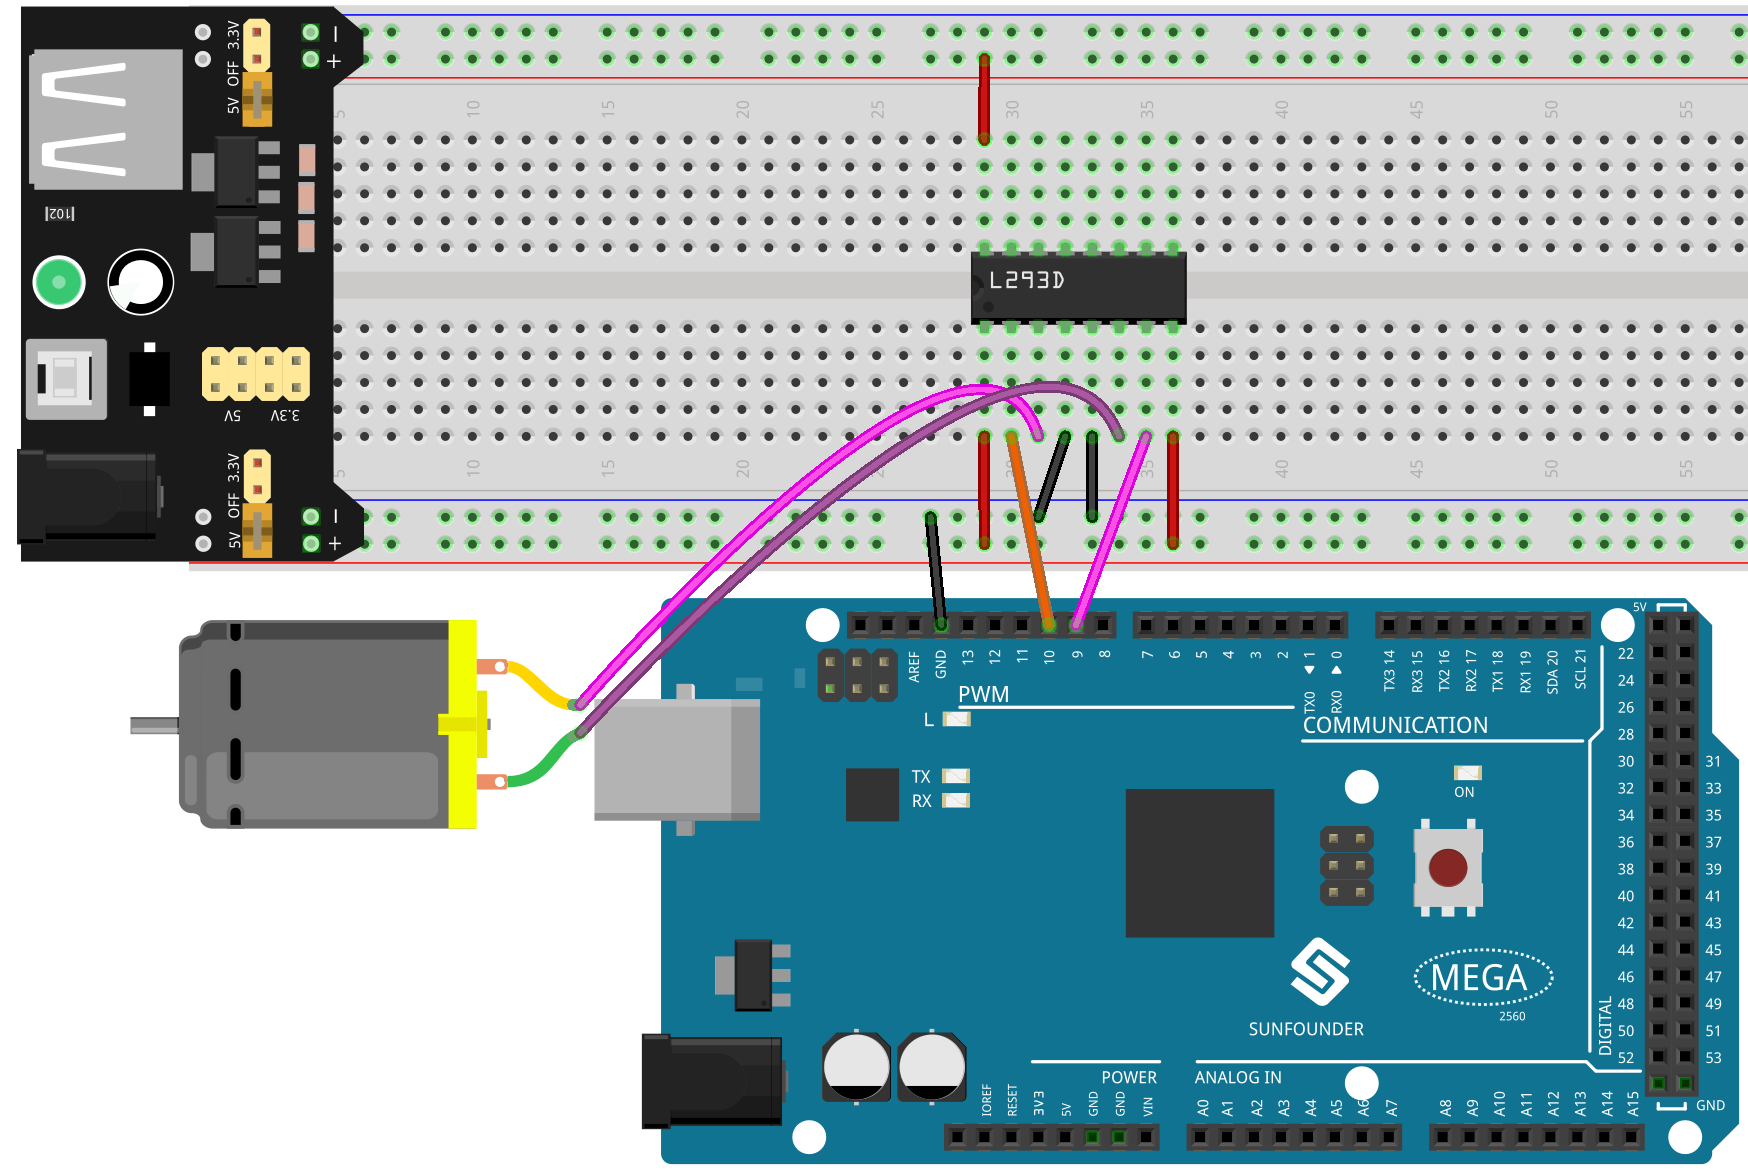 3.3V
OFF
5V
−
+
5 10 15 20 25 30 35 40 45 50 55
102
L293D
5V 3.3V
3.3V
OFF
5V
−
+
5 10 15 20 35 40 45 50 55
5V
AREF GND 13 12 11 10 9 8 7 6 5 4 3 2 1 0
TX0 RX0
TX3 14 RX3 15 TX2 16 RX2 17 TX1 18 RX1 19 SDA 20 SCL 21
PWM
COMMUNICATION
L
TX
RX
ON
22
24
26
28
30 31
32 33
34 35
36 37
38 39
40 41
42 43
44 45
46 47
48 49
50 51
52 53
DIGITAL
GND
MEGA
2560
SUNFOUNDER
POWER
ANALOG IN
IOREF RESET 3V3 5V GND GND VIN
A0 A1 A2 A3 A4 A5 A6 A7 A8 A9 A10 A11 A12 A13 A14 A15